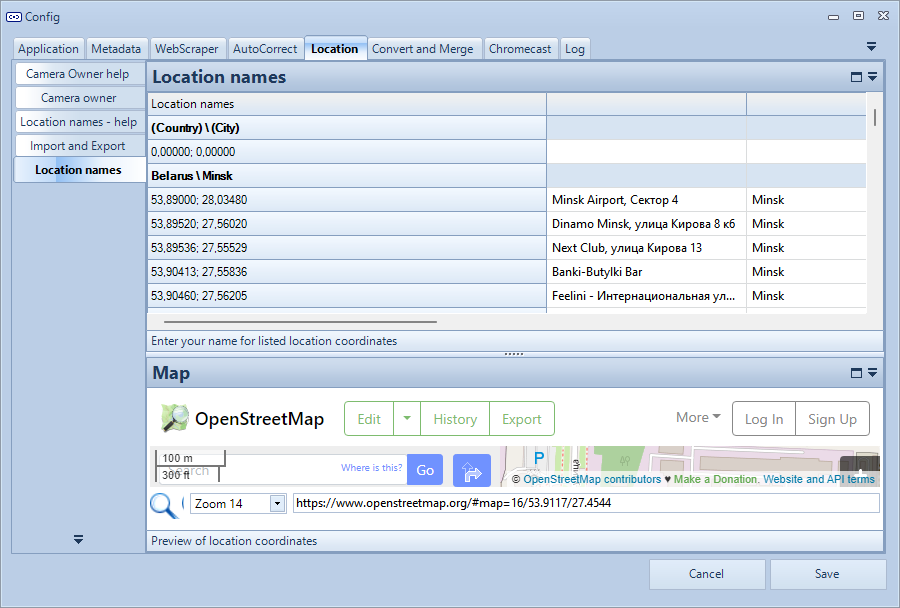 Config
Application Metadata WebScraper AutoCorrect Location Convert and Merge Chromecast Log
Camera Owner help
Camera owner
Location names - help
Import and Export
Location names
Location names
Location names
(Country) \ (City)
0,00000; 0,00000
Belarus \ Minsk
53,89000; 28,03480 Minsk Airport, Сектор 4 Minsk
53,89520; 27,56020 Dinamo Minsk, улица Кирова 8 к6 Minsk
53,89536; 27,55529 Next Club, улица Кирова 13 Minsk
53,90413; 27,55836 Banki-Butylki Bar Minsk
53,90460; 27,56205 Feelini - Интернациональная ул... Minsk
Enter your name for listed location coordinates
Map
OpenStreetMap Edit History Export More Log In Sign Up
100 m
300 ft
Search Where is this? Go
P
© OpenStreetMap contributors ♥ Make a Donation. Website and API terms
Zoom 14 https://www.openstreetmap.org/#map=16/53.9117/27.4544
Preview of location coordinates
Cancel Save